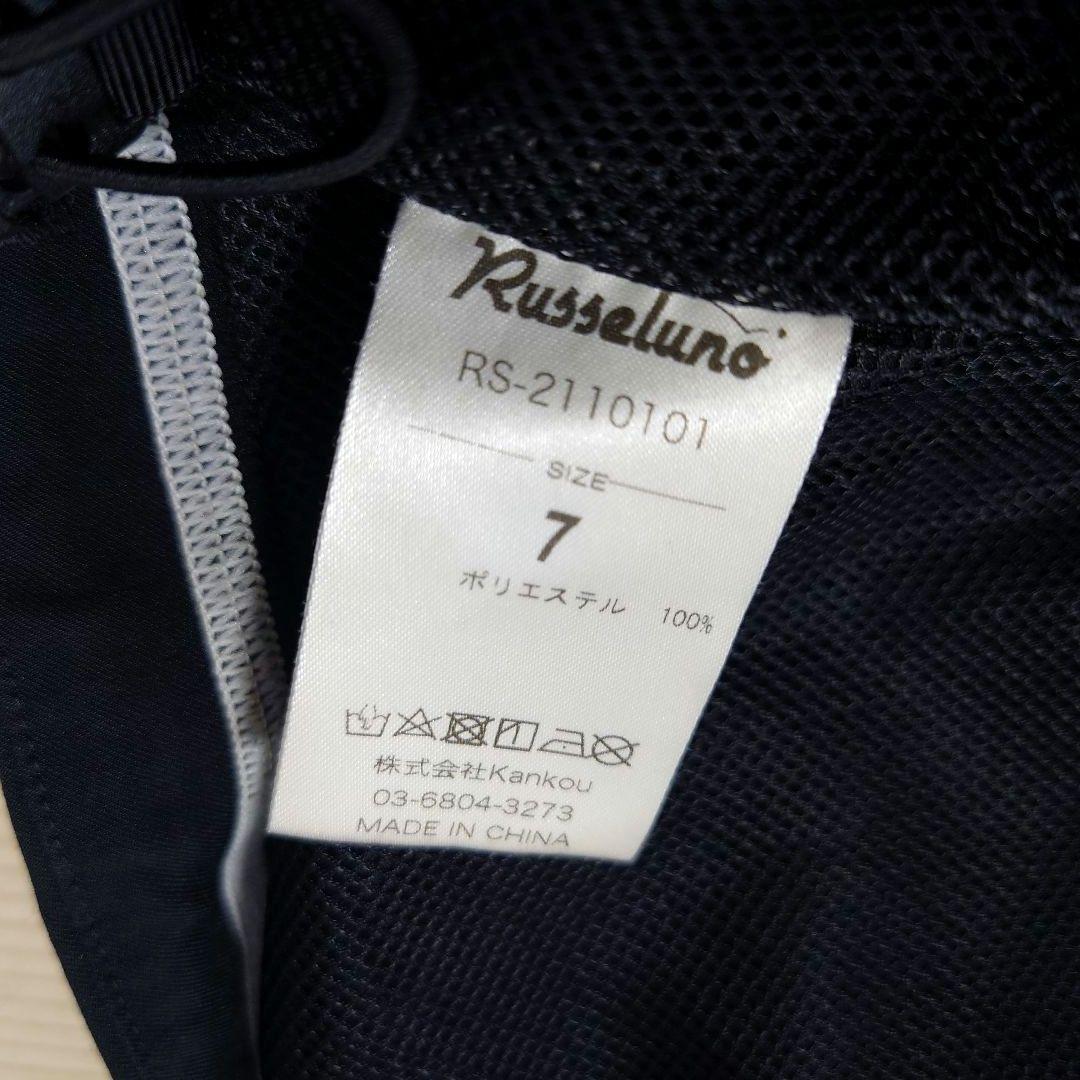 Russeluno
RS-2110101
SIZE
7
ポリエステル 100%
株式会社Kankou
03-6804-3273
MADE IN CHINA